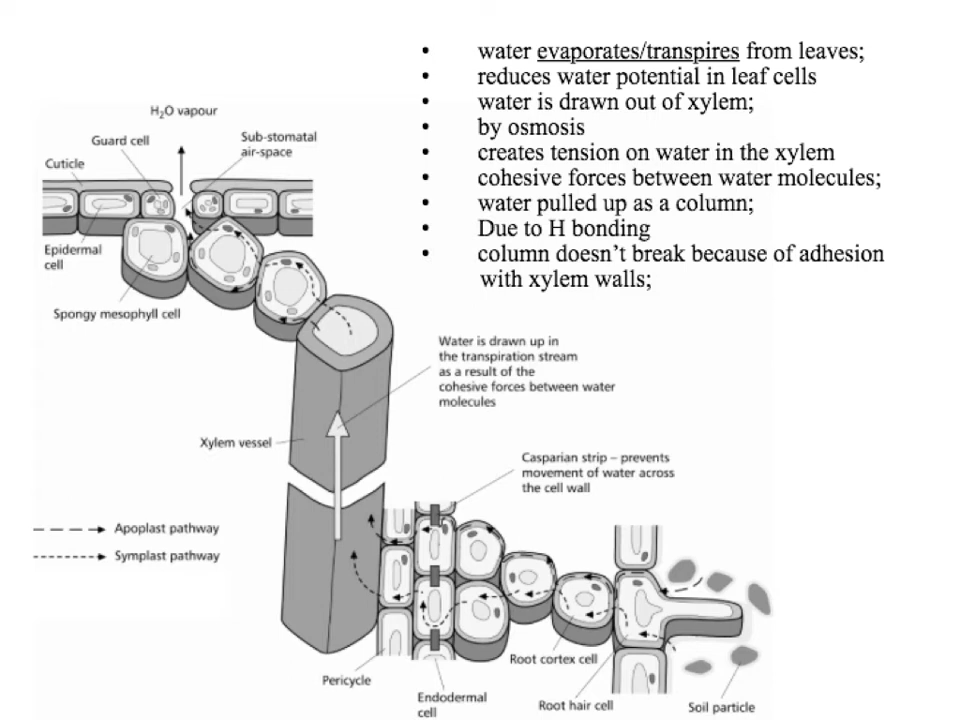 • water evaporates/transpires from leaves;
• reduces water potential in leaf cells
• water is drawn out of xylem;
• by osmosis
• creates tension on water in the xylem
• cohesive forces between water molecules;
• water pulled up as a column;
• Due to H bonding
• column doesn’t break because of adhesion
with xylem walls;
H₂O vapour
Guard cell
Sub-stomatal
air-space
Cuticle
Epidermal
cell
Spongy mesophyll cell
Water is drawn up in
the transpiration stream
as a result of the
cohesive forces between water
molecules
Xylem vessel
Casparian strip – prevents
movement of water across
the cell wall
Apoplast pathway
Symplast pathway
Root cortex cell
Pericycle
Endodermal
cell
Root hair cell
Soil particle